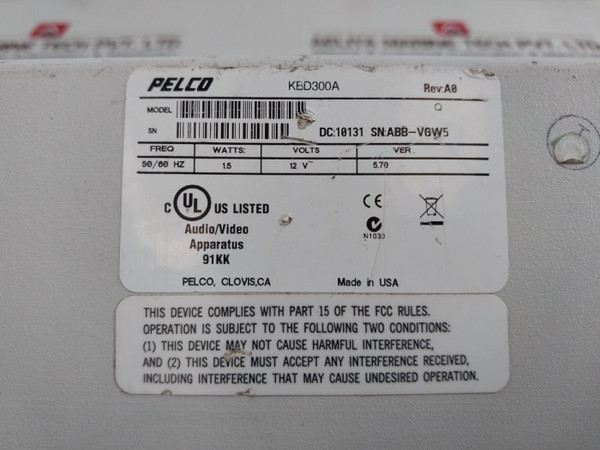 PELCO KBD300A Rev:A0
MODEL Q
SN DC:10131 SN:ABB-VGW5
FREQ WATTS: VOLTS VER
50/60 HZ 1.5 12 V 5.70
C UL US LISTED
CE
Audio/Video
Apparatus
91KK
N1030
PELCO, CLOVIS,CA Made in USA
THIS DEVICE COMPLIES WITH PART 15 OF THE FCC RULES.
OPERATION IS SUBJECT TO THE FOLLOWING TWO CONDITIONS:
(1) THIS DEVICE MAY NOT CAUSE HARMFUL INTERFERENCE,
AND (2) THIS DEVICE MUST ACCEPT ANY INTERFERENCE RECEIVED,
INCLUDING INTERFERENCE THAT MAY CAUSE UNDESIRED OPERATION.